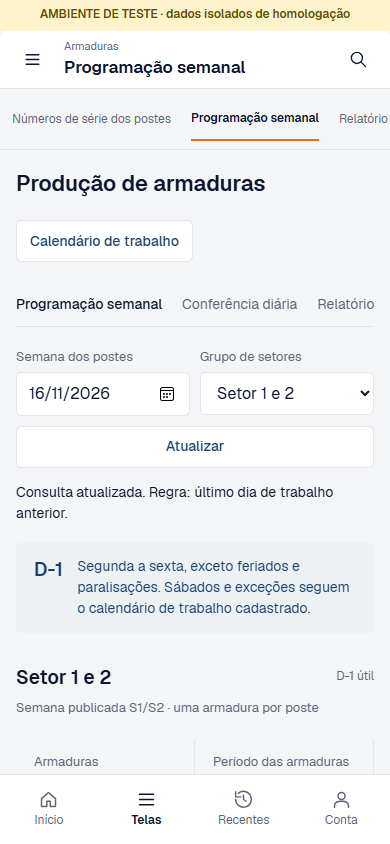 AMBIENTE DE TESTE · dados isolados de homologação
Armaduras
Programação semanal
Números de série dos postes
Programação semanal
Relatório
Produção de armaduras
Calendário de trabalho
Programação semanal
Conferência diária
Relatório
Semana dos postes
Grupo de setores
16/11/2026
Setor 1 e 2
Atualizar
Consulta atualizada. Regra: último dia de trabalho
anterior.
D-1
Segunda a sexta, exceto feriados e
paralisações. Sábados e exceções seguem
o calendário de trabalho cadastrado.
Setor 1 e 2
D-1 útil
Semana publicada S1/S2 · uma armadura por poste
Armaduras
Período das armaduras
Início
Telas
Recentes
Conta